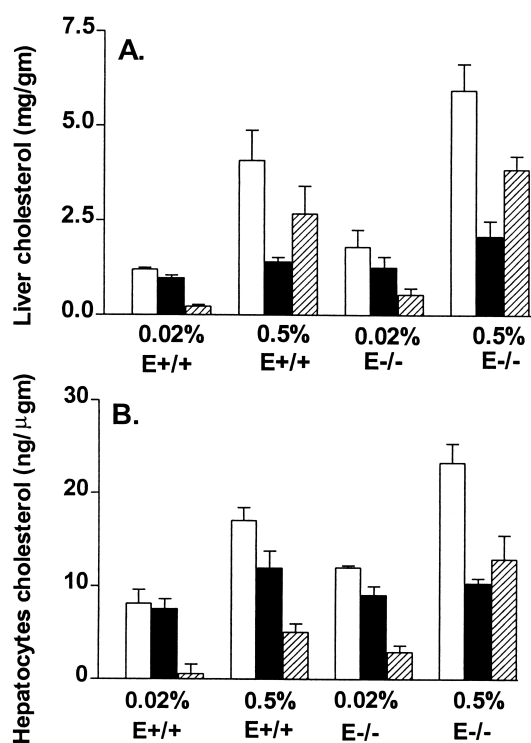 A.
Liver cholesterol (mg/gm)
7.5
5.0
2.5
0.0
0.02% 0.5% 0.02% 0.5%
E+/+ E+/+ E-/- E-/-
B.
Hepatocytes cholesterol (ng/μgm)
30
20
10
0
0.02% 0.5% 0.02% 0.5%
E+/+ E+/+ E-/- E-/-